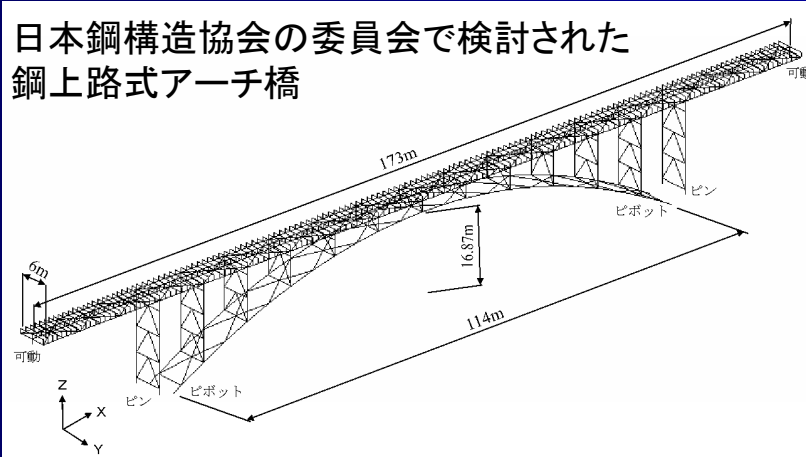 日本鋼構造協会の委員会で検討された
鋼上路式アーチ橋
可動
173m
ピン
ピボット
6m
16.87m
114m
可動
ピン
ピボット
Z
X
Y